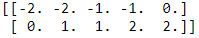 [[-2. -2. -1. -1.  0.]
 [ 0.  1.  1.  2.  2.]]